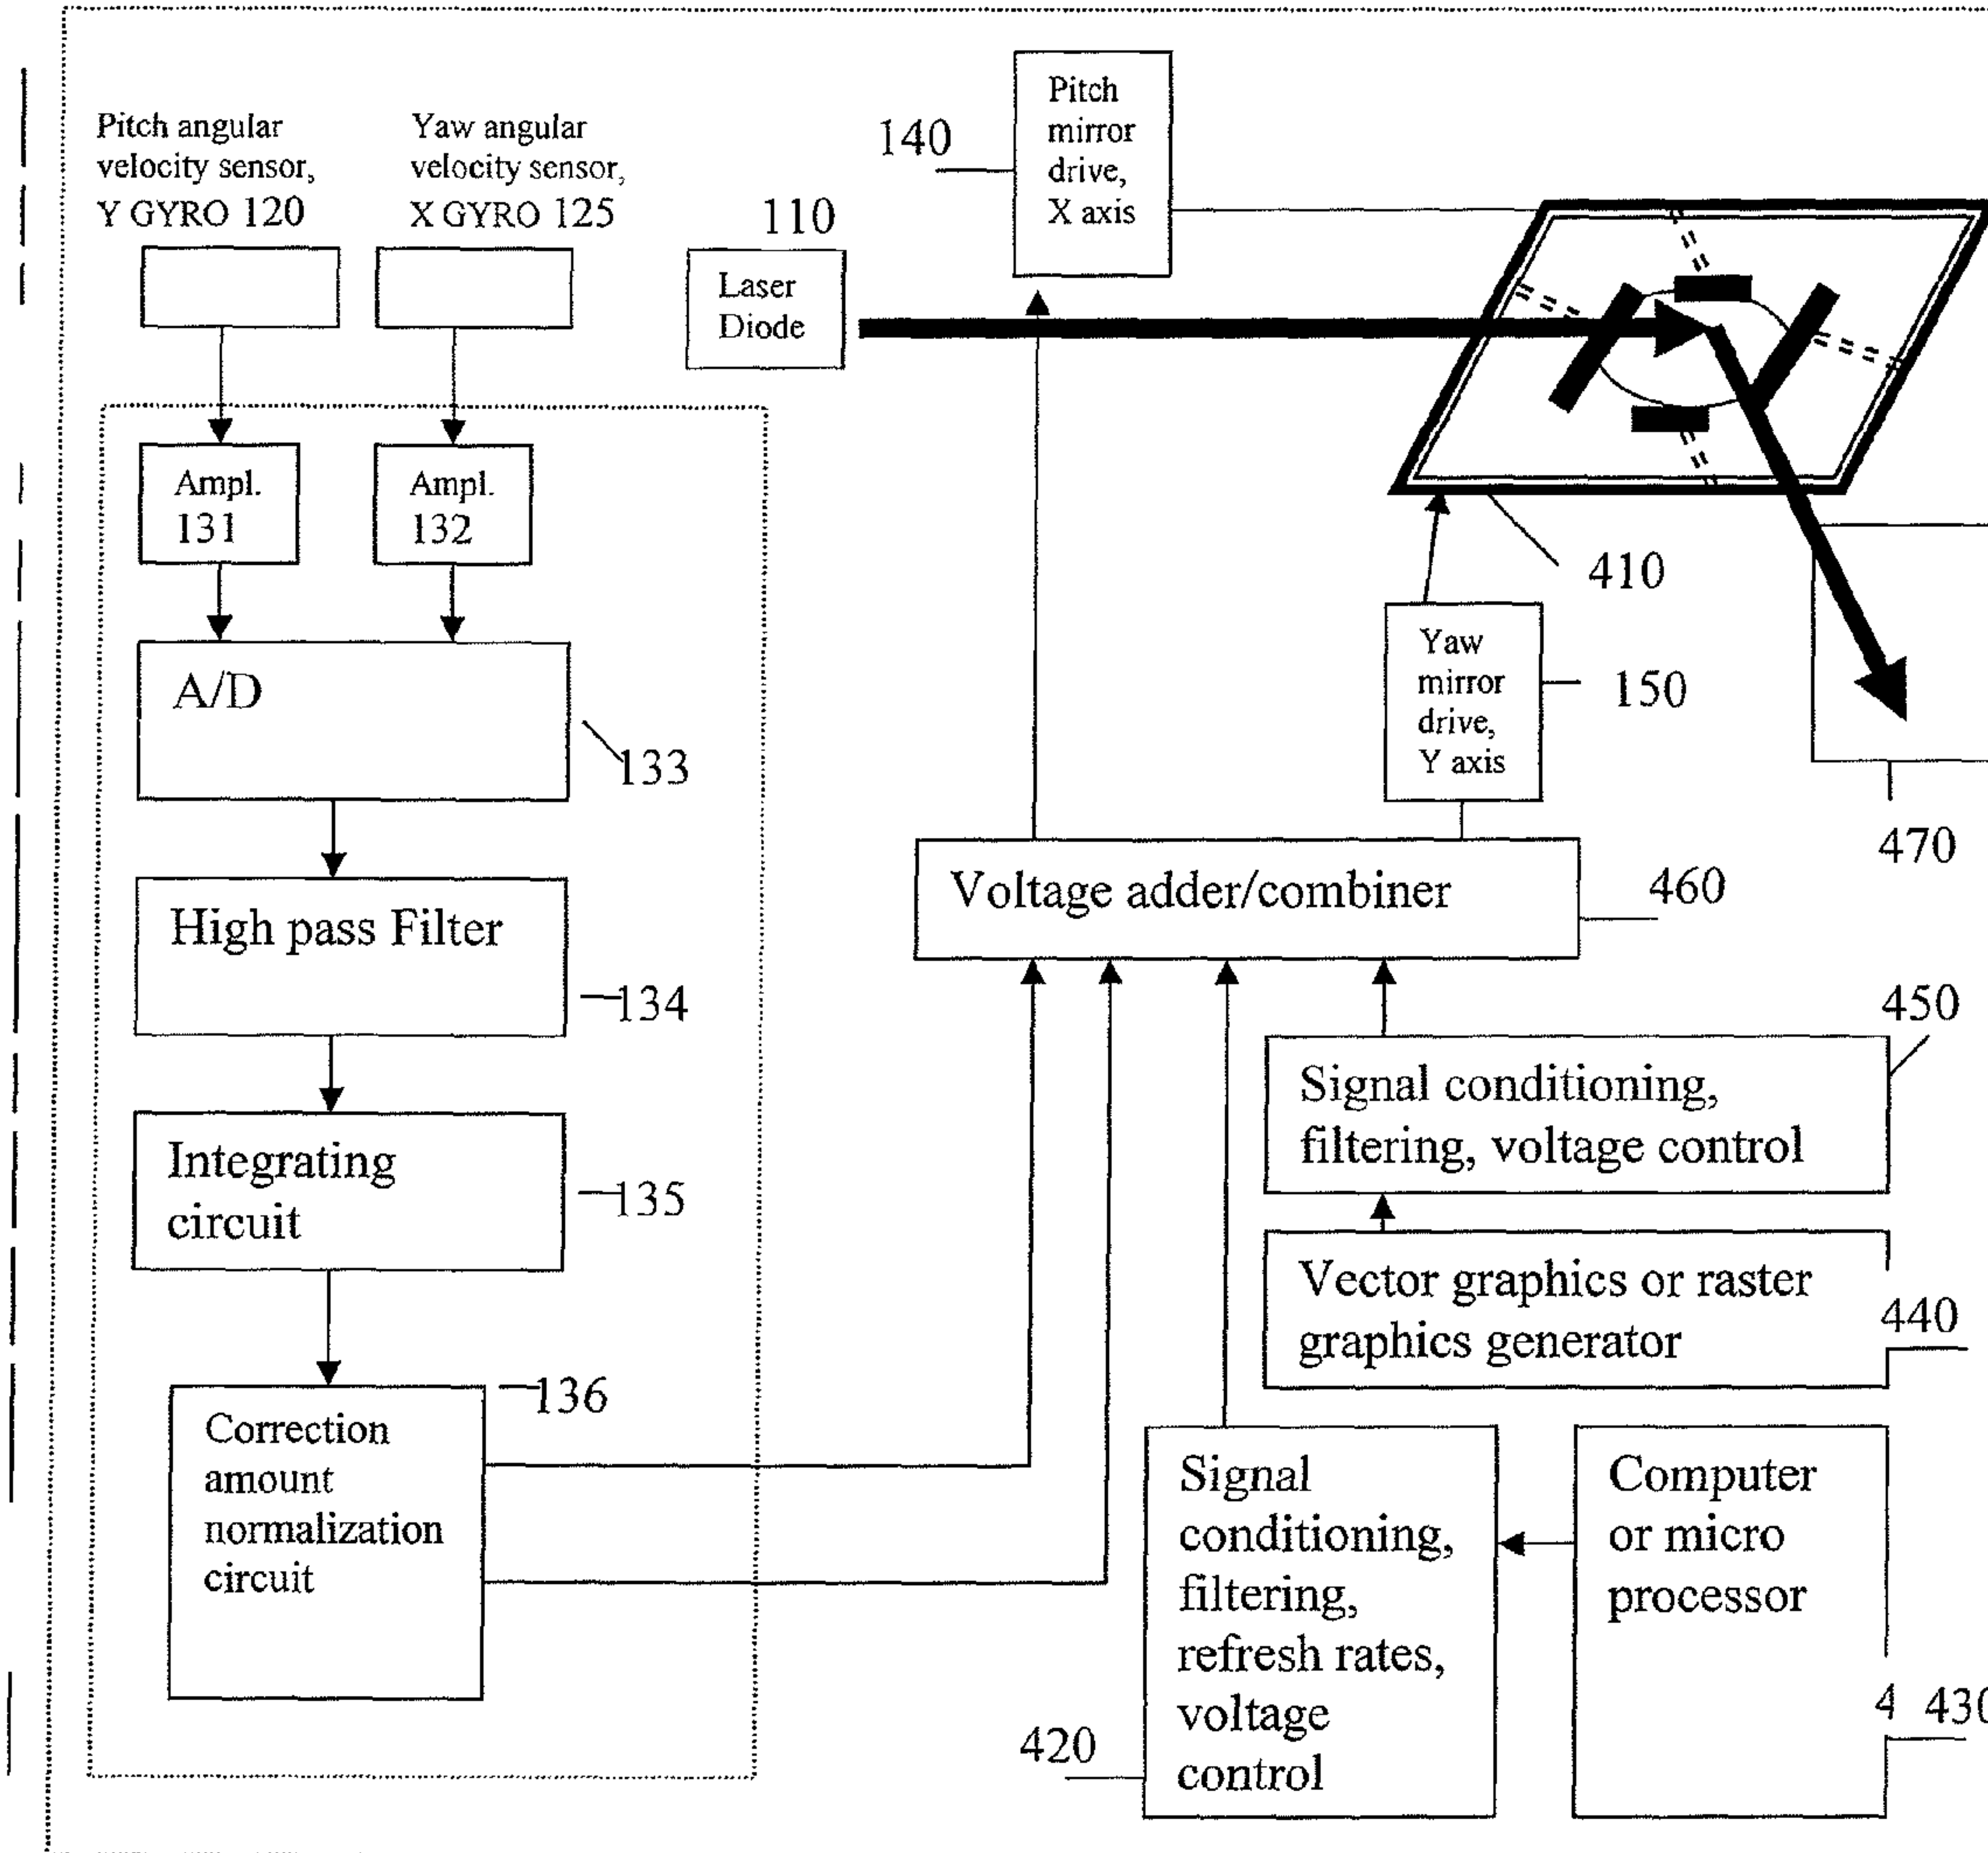 Pitch angular
velocity sensor,
Y GYRO 120
Yaw angular
velocity sensor,
X GYRO 125
110
Laser
Diode
140
Pitch
mirror
drive,
X axis
410
Yaw
mirror
drive,
Y axis
150
470
Ampl.
131
Ampl.
132
A/D
133
High pass Filter
134
Integrating
circuit
135
136
Correction
amount
normalization
circuit
Voltage adder/combiner
460
450
Signal conditioning,
filtering, voltage control
Vector graphics or raster
graphics generator
440
Signal
conditioning,
filtering,
refresh rates,
voltage
control
420
Computer
or micro
processor
4 430